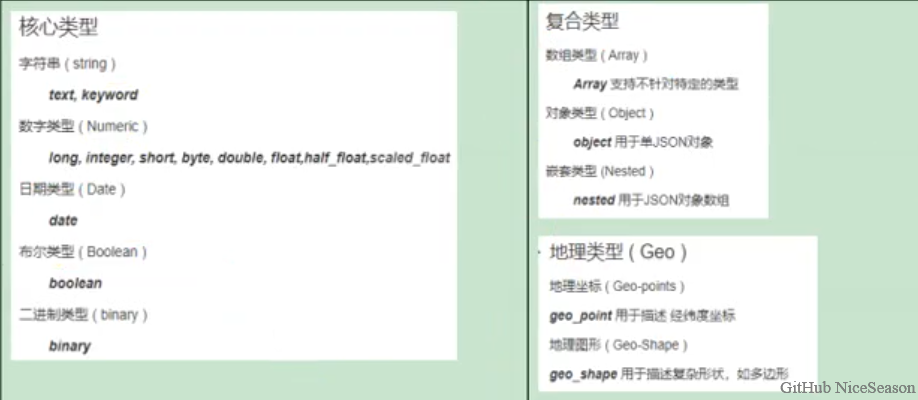 核心类型
字符串 ( string )
text, keyword
数字类型 ( Numeric )
long, integer, short, byte, double, float,half_float,scaled_float
日期类型 ( Date )
date
布尔类型 ( Boolean )
boolean
二进制类型 ( binary )
binary
复合类型
数组类型 ( Array )
Array 支持不针对特定的类型
对象类型 ( Object )
object 用于单JSON对象
嵌套类型 (Nested )
nested 用于JSON对象数组
地理类型 ( Geo )
地理坐标 ( Geo-points )
geo_point 用于描述 经纬度坐标
地理图形 ( Geo-Shape )
geo_shape 用于描述复杂形状，如多边形
GitHub NiceSeason